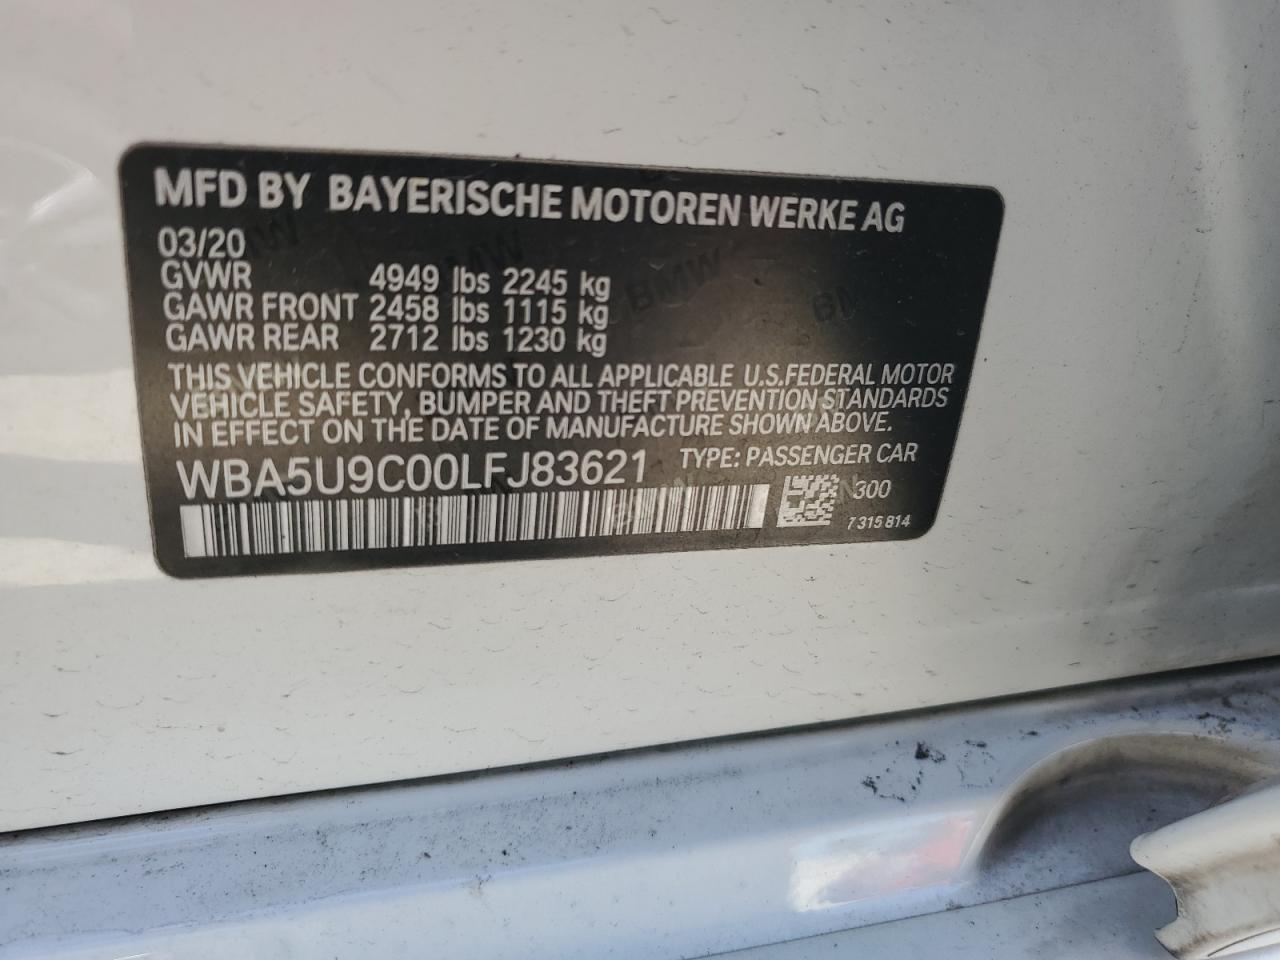 MFD BY BAYERISCHE MOTOREN WERKE AG
03/20
GVWR 4949 lbs 2245 kg
GAWR FRONT 2458 lbs 1115 kg
GAWR REAR 2712 lbs 1230 kg
THIS VEHICLE CONFORMS TO ALL APPLICABLE U.S.FEDERAL MOTOR
VEHICLE SAFETY, BUMPER AND THEFT PREVENTION STANDARDS
IN EFFECT ON THE DATE OF MANUFACTURE SHOWN ABOVE.
WBA5U9C00LFJ83621 TYPE: PASSENGER CAR
300
7315814